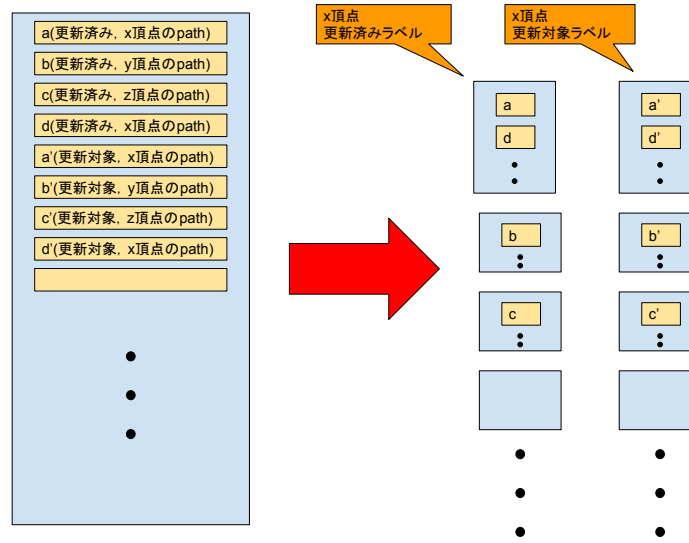 a(更新済み, x頂点のpath)
b(更新済み, y頂点のpath)
c(更新済み, z頂点のpath)
d(更新済み, x頂点のpath)
a'(更新対象, x頂点のpath)
b'(更新対象, y頂点のpath)
c'(更新対象, z頂点のpath)
d'(更新対象, x頂点のpath)
x頂点
更新済みラベル
x頂点
更新対象ラベル
a
d
a'
d'
b
b'
c
c'